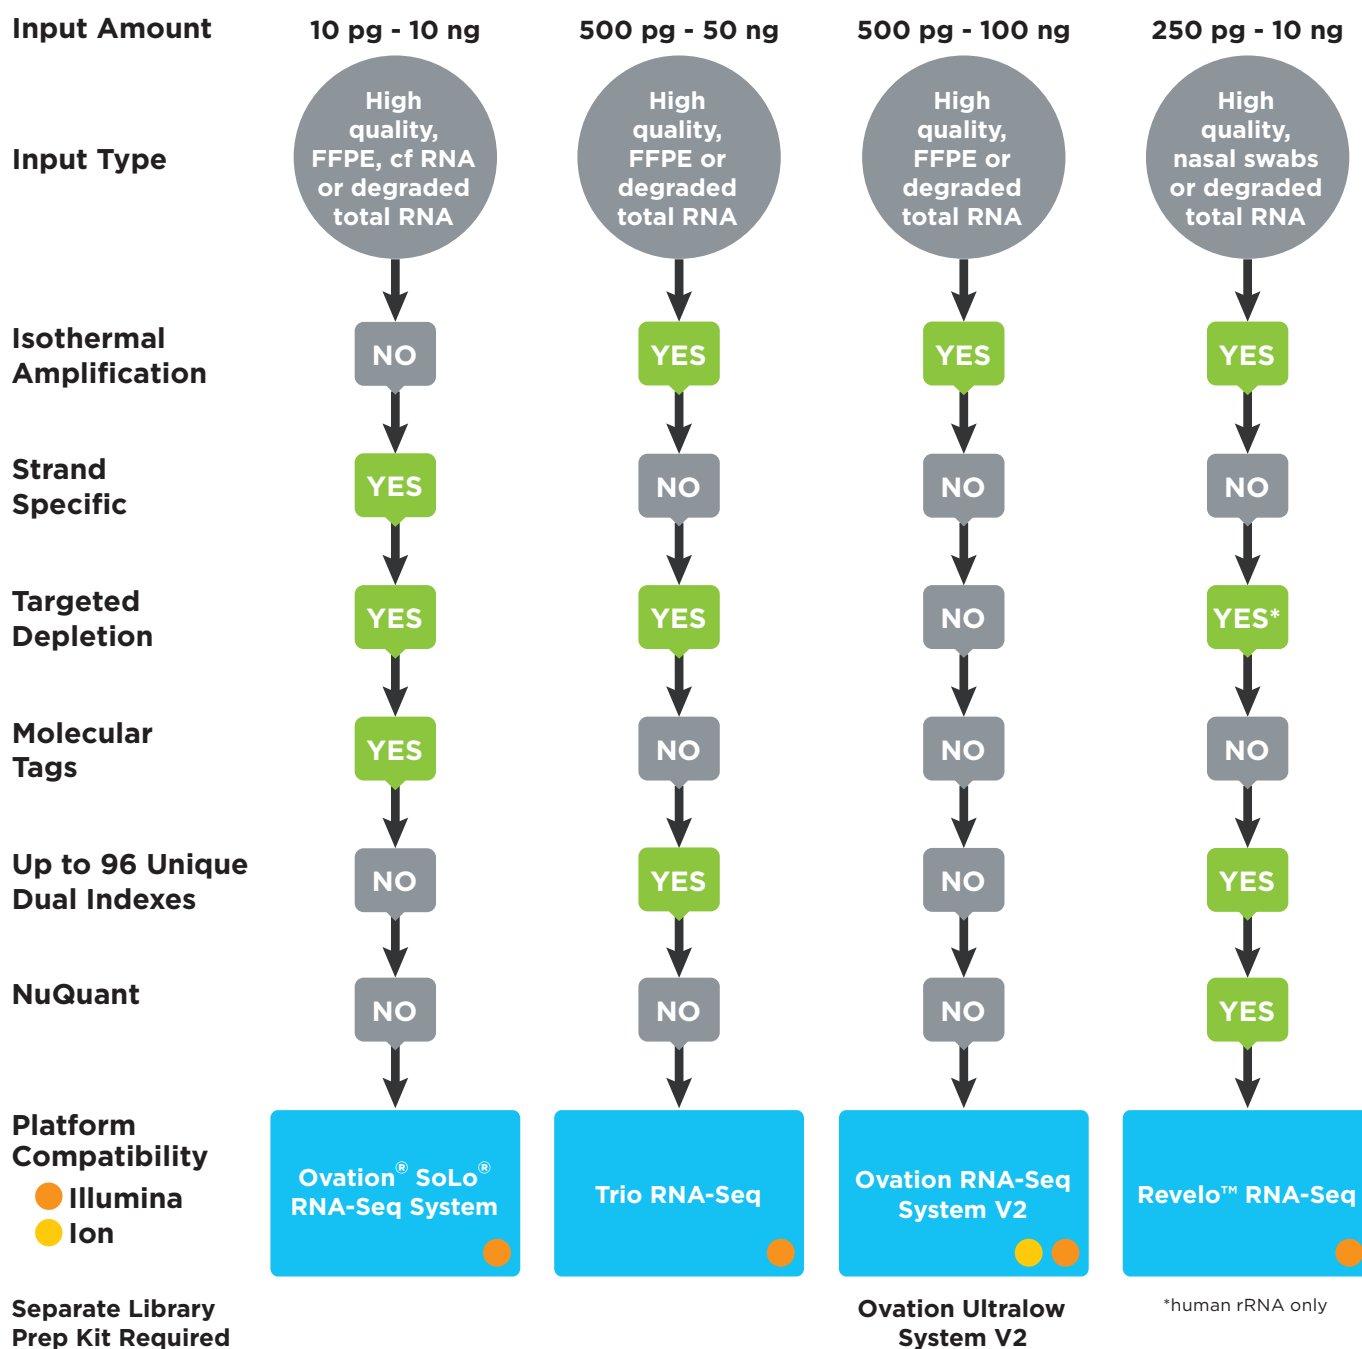 Input Amount
10 pg - 10 ng
500 pg - 50 ng
500 pg - 100 ng
250 pg - 10 ng
Input Type
High
quality,
FFPE, cf RNA
or degraded
total RNA
High
quality,
FFPE or
degraded
total RNA
High
quality,
FFPE or
degraded
total RNA
High
quality,
nasal swabs
or degraded
total RNA
Isothermal
Amplification
NO
YES
YES
YES
Strand
Specific
YES
NO
NO
NO
Targeted
Depletion
YES
YES
NO
YES*
Molecular
Tags
YES
NO
NO
NO
Up to 96 Unique
Dual Indexes
NO
YES
NO
YES
NuQuant
NO
NO
NO
YES
Platform
Compatibility
Illumina
Ion
Ovation® SoLo®
RNA-Seq System
Trio RNA-Seq
Ovation RNA-Seq
System V2
Revelo™ RNA-Seq
Separate Library
Prep Kit Required
Ovation Ultralow
System V2
*human rRNA only